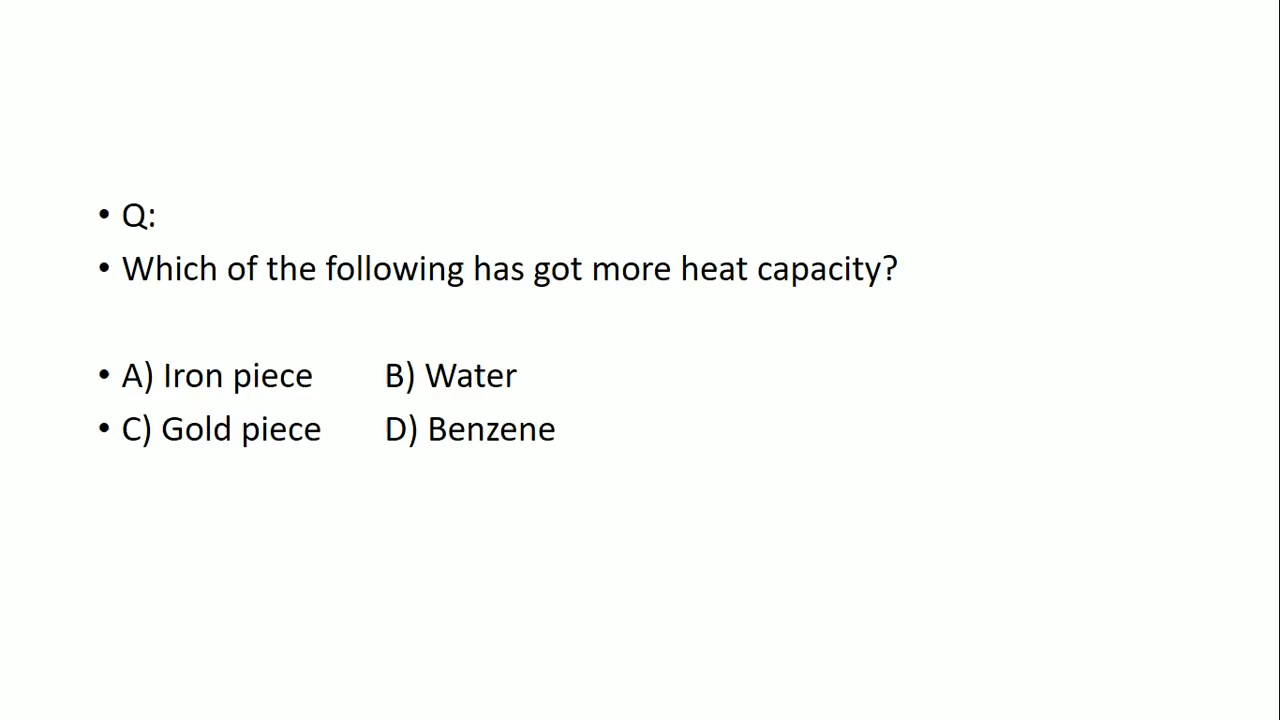 • Q:
• Which of the following has got more heat capacity?
• A) Iron piece B) Water
• C) Gold piece D) Benzene